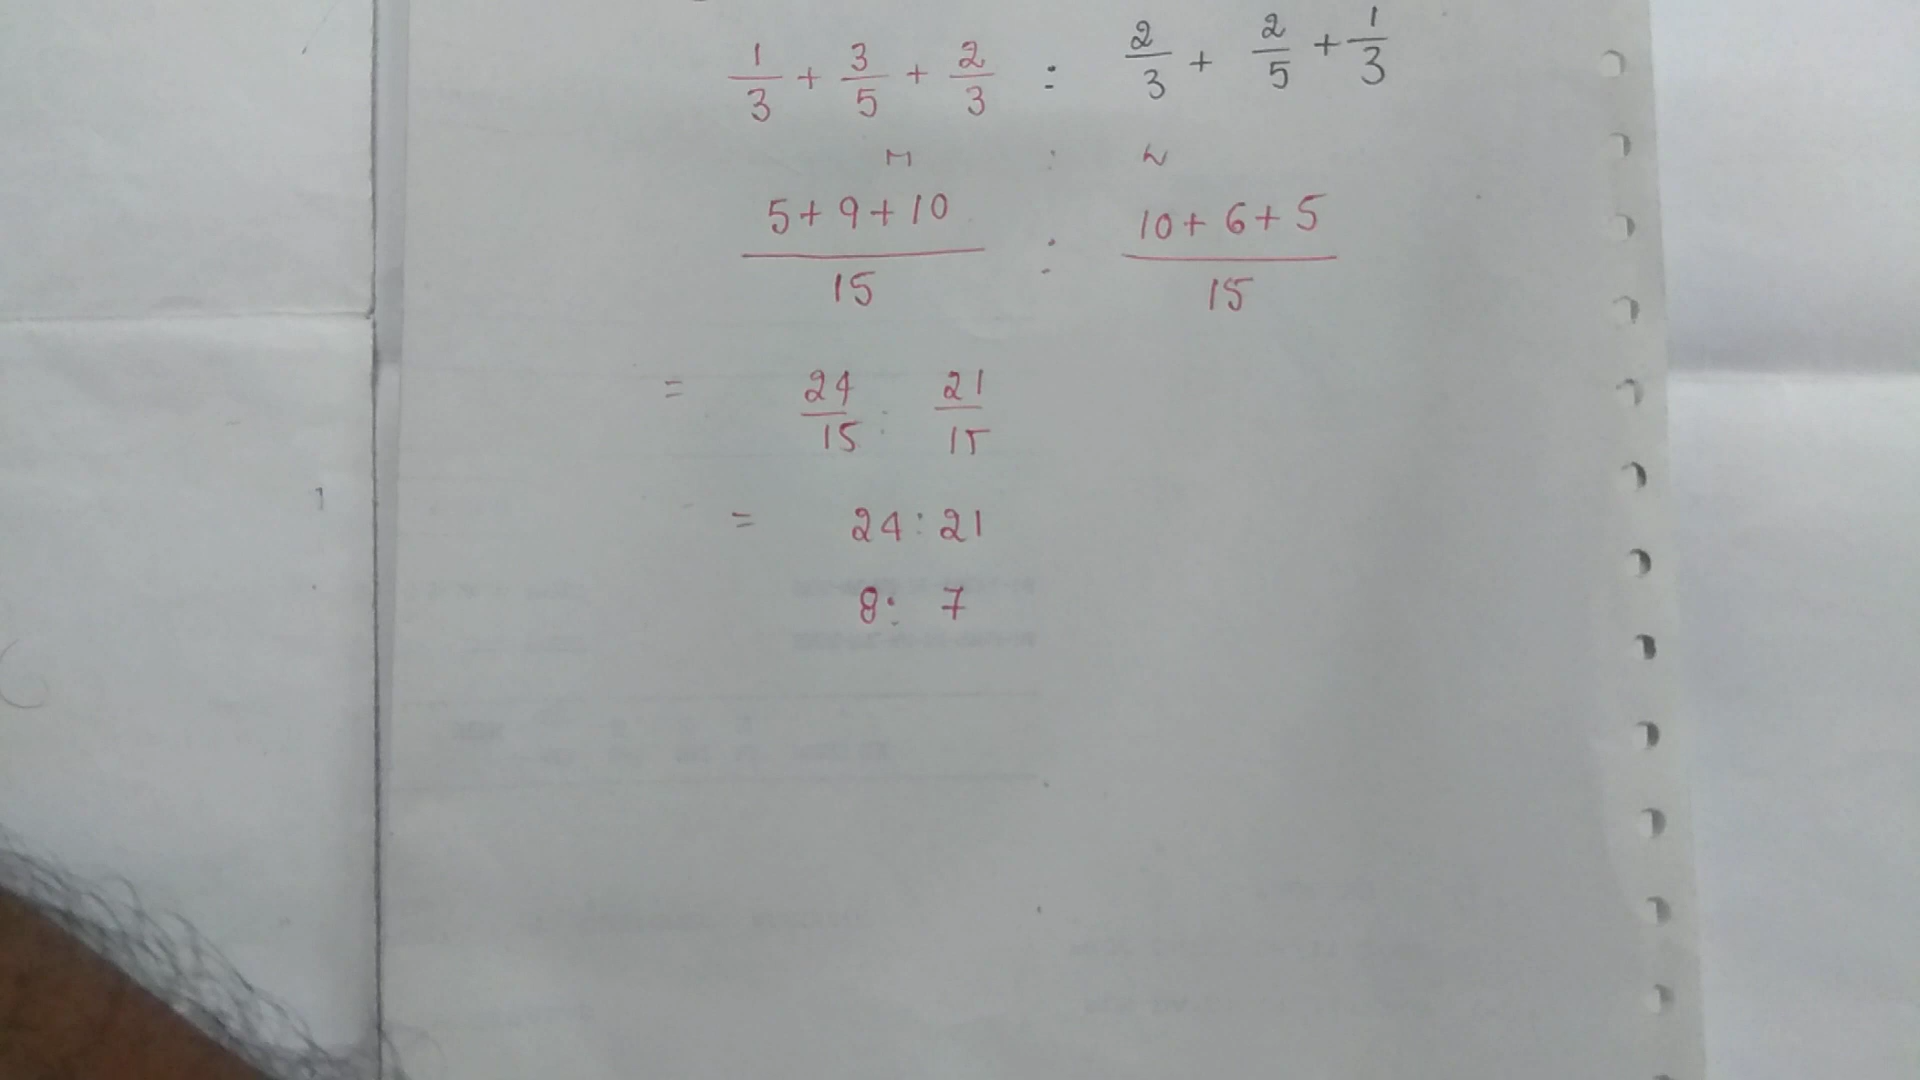 1/3 + 3/5 + 2/3 : 2/3 + 2/5 + 1/3
M : W
5+9+10/15 : 10+6+5/15
= 24/15 : 21/15
= 24:21
8: 7